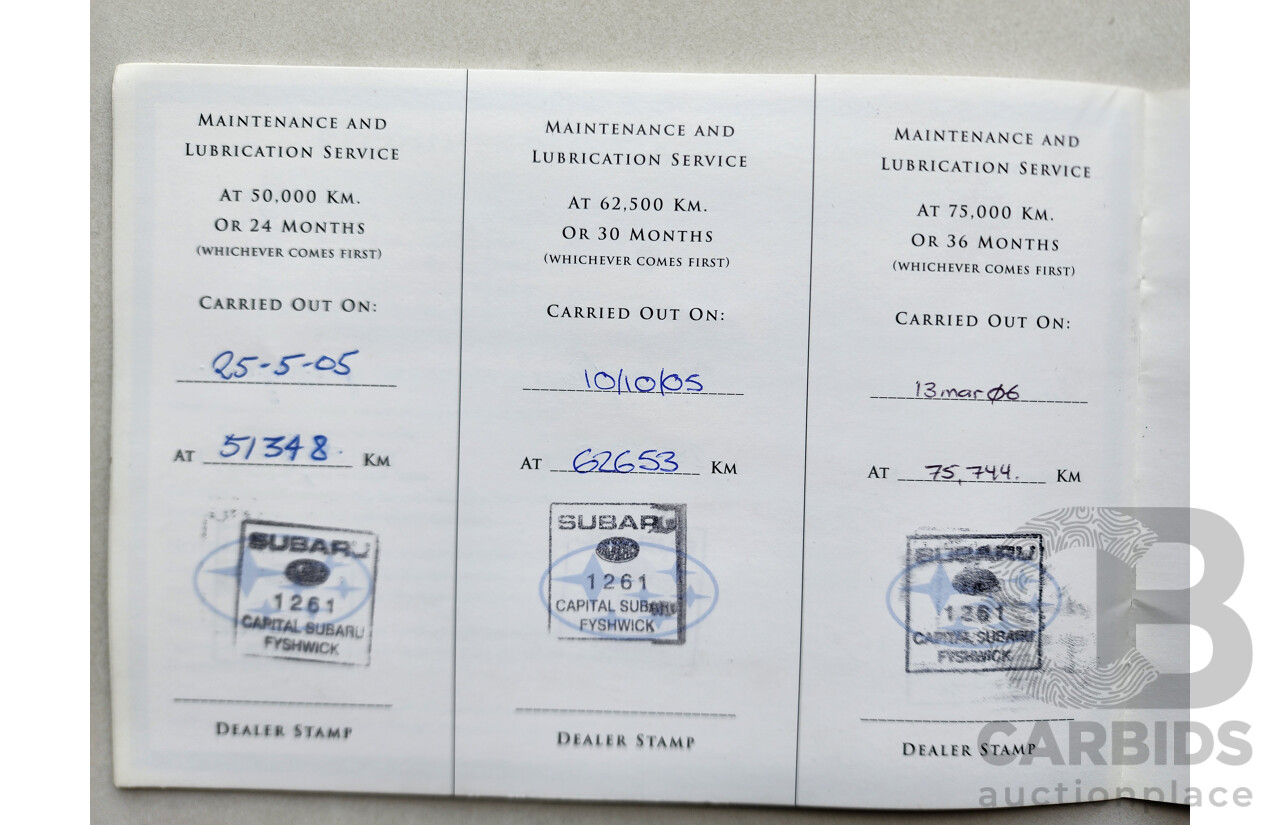 MAINTENANCE AND
LUBRICATION SERVICE
AT 50,000 KM.
OR 24 MONTHS
(WHICHEVER COMES FIRST)
CARRIED OUT ON:
25-5-05
AT 51348. KM
SUBARU
1261
CAPITAL SUBARU
FYSHWICK
DEALER STAMP
MAINTENANCE AND
LUBRICATION SERVICE
AT 62,500 KM.
OR 30 MONTHS
(WHICHEVER COMES FIRST)
CARRIED OUT ON:
10/10/05
AT 62653 KM
SUBARU
1261
CAPITAL SUBARU
FYSHWICK
DEALER STAMP
MAINTENANCE AND
LUBRICATION SERVICE
AT 75,000 KM.
OR 36 MONTHS
(WHICHEVER COMES FIRST)
CARRIED OUT ON:
13 mar 06
AT 75,744. KM
SUBARU
1261
CAPITAL SUBARU
FYSHWICK
DEALER STAMP
B
CARBIDS
auctionplace